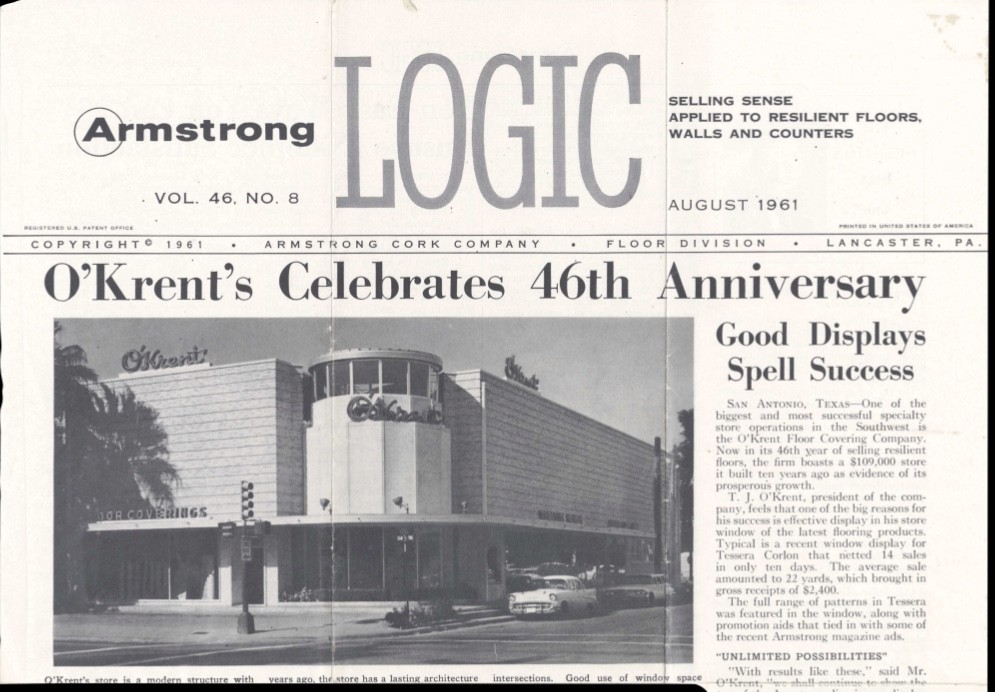 Armstrong
LOGIC
SELLING SENSE
APPLIED TO RESILIENT FLOORS,
WALLS AND COUNTERS
VOL. 46, NO. 8
AUGUST 1961
REGISTERED U.S. PATENT OFFICE
PRINTED IN UNITED STATES OF AMERICA
COPYRIGHT© 1961 • ARMSTRONG CORK COMPANY • FLOOR DIVISION • LANCASTER, PA.
O'Krent's Celebrates 46th Anniversary
O'Krent
O'Krent
O'Krent
OOR COVERINGS
Good Displays
Spell Success
SAN ANTONIO, TEXAS—One of the
biggest and most successful specialty
store operations in the Southwest is
the O'Krent Floor Covering Company.
Now in its 46th year of selling resilient
floors, the firm boasts a $109,000 store
it built ten years ago as evidence of its
prosperous growth.
T. J. O'Krent, president of the com-
pany, feels that one of the big reasons for
his success is effective display in his store
window of the latest flooring products.
Typical is a recent window display for
Tessera Corlon that netted 14 sales
in only ten days. The average sale
amounted to 22 yards, which brought in
gross receipts of $2,400.
The full range of patterns in Tessera
was featured in the window, along with
promotion aids that tied in with some of
the recent Armstrong magazine ads.
"UNLIMITED POSSIBILITIES"
"With results like these," said Mr.
O'Krent, "we shall continue to show the
O'Krent's store is a modern structure with
years ago, the store has a lasting architecture
intersections. Good use of window space